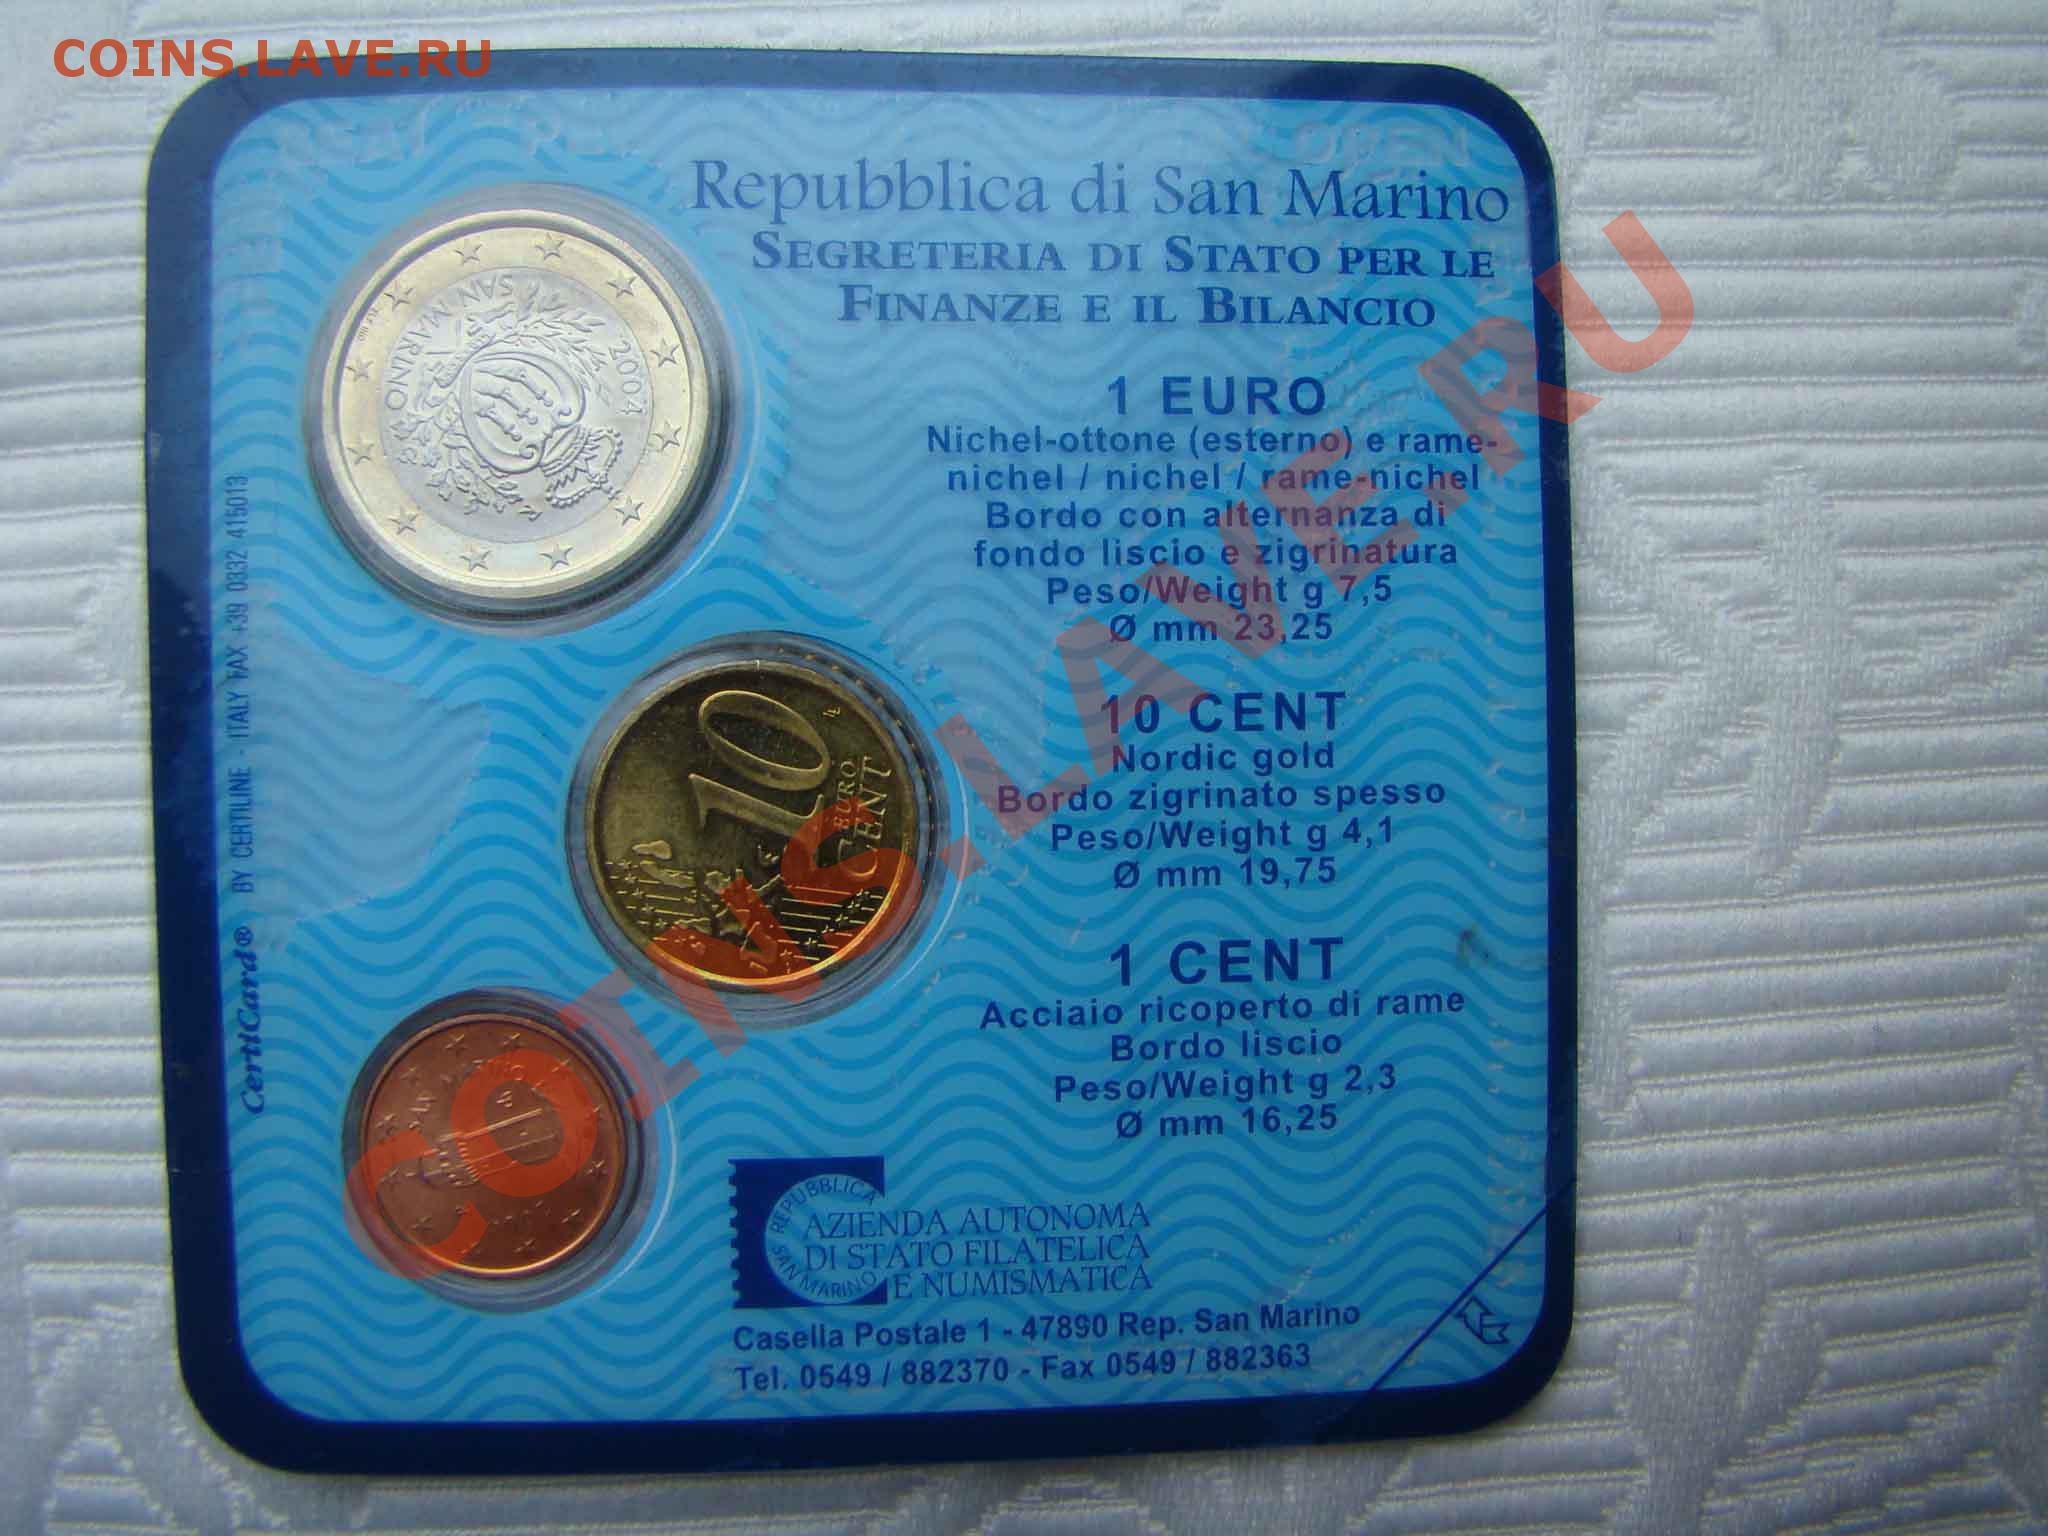 COINS.LAVE.RU
OPEN
Repubblica di San Marino
SEGRETERIA DI STATO PER LE
FINANZE E IL BILANCIO
1 EURO
Nichel-ottone (esterno) e rame-
nichel / nichel / rame-nichel
Bordo con alternanza di
fondo liscio e zigrinatura
Peso/Weight g 7,5
Ø mm 23,25
10 CENT
Nordic gold
Bordo zigrinato spesso
Peso/Weight g 4,1
Ø mm 19,75
1 CENT
Acciaio ricoperto di rame
Bordo liscio
Peso/Weight g 2,3
Ø mm 16,25
REPUBBLICA
SAN MARINO
AZIENDA AUTONOMA
DI STATO FILATELICA
E NUMISMATICA
Casella Postale 1 - 47890 Rep. San Marino
Tel. 0549 / 882370 - Fax 0549 / 882363
CertiCard® BY CERTILINE - ITALY FAX +39 0332 415013
SAN MARINO
2004
10
EURO
CENT
SAN MARINO
COINS.LAVE.RU